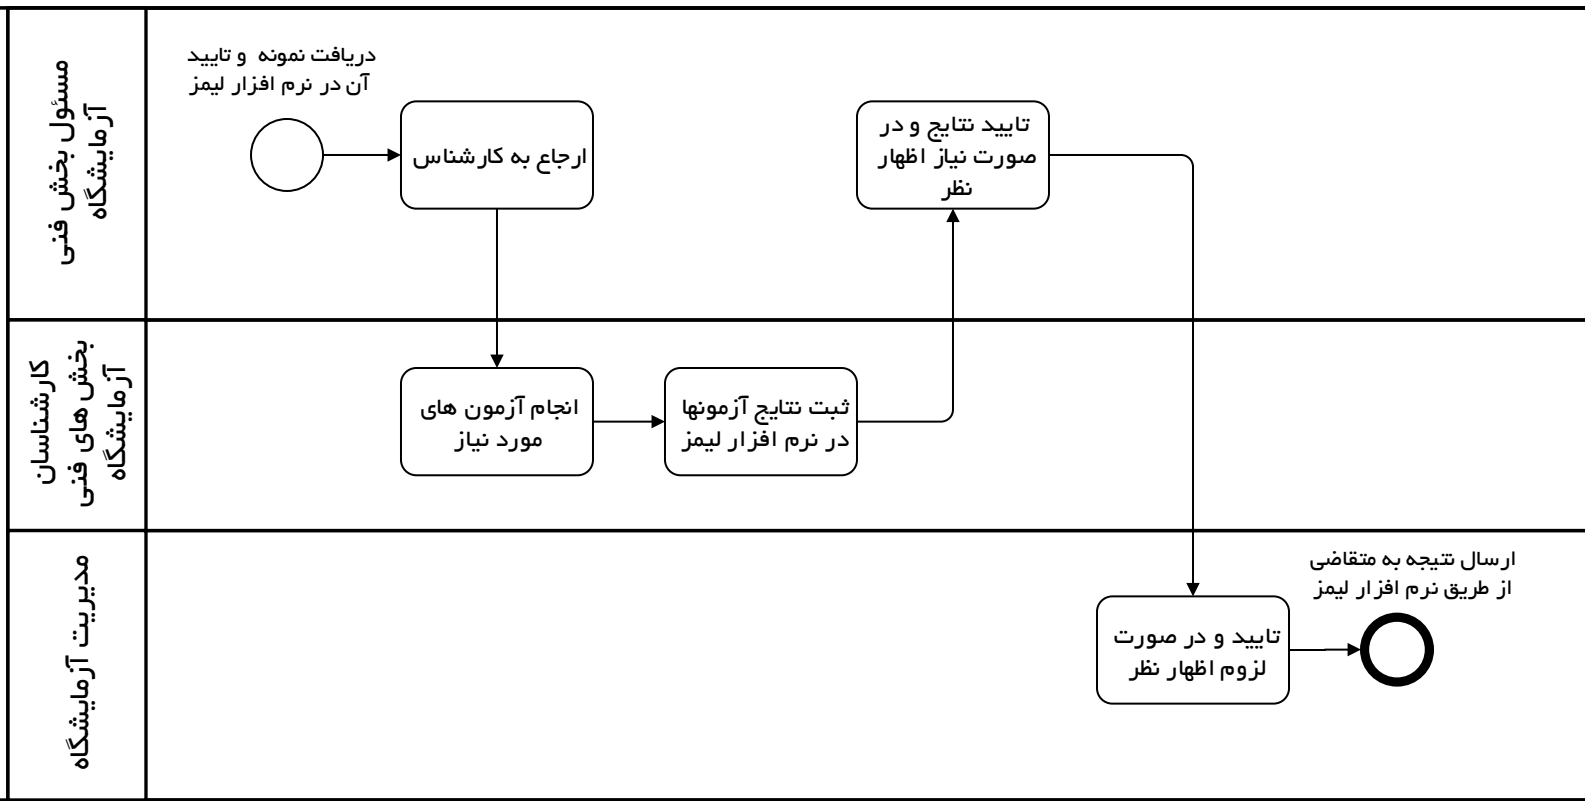 مسئول بخش فنی
آزمایشگاه
دریافت نمونه و تایید
آن در نرم افزار لیمز
ارجاع به کارشناس
تایید نتایج و در
صورت نیاز اظهار
نظر
کارشناسان
بخش های فنی
آزمایشگاه
انجام آزمون های
مورد نیاز
ثبت نتایج آزمونها
در نرم افزار لیمز
مدیریت آزمایشگاه
تایید و در صورت
لزوم اظهار نظر
ارسال نتیجه به متقاضی
از طریق نرم افزار لیمز